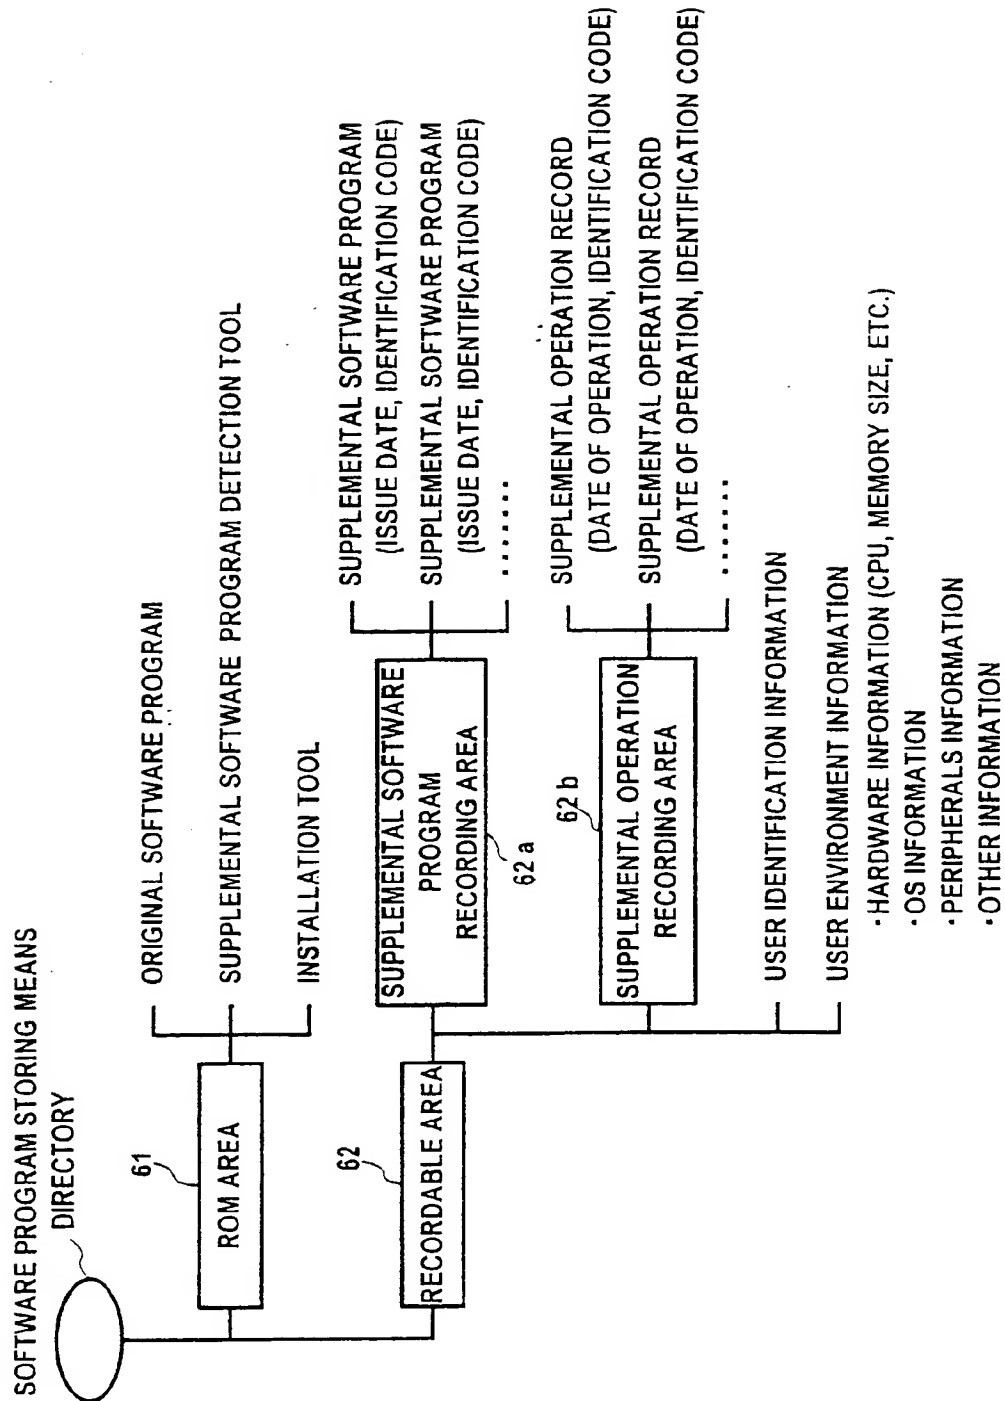 SOFTWARE PROGRAM STORING MEANS
DIRECTORY
61
ROM AREA
ORIGINAL SOFTWARE PROGRAM
SUPPLEMENTAL SOFTWARE PROGRAM DETECTION TOOL
INSTALLATION TOOL
62
RECORDABLE AREA
SUPPLEMENTAL SOFTWARE
PROGRAM
RECORDING AREA
62 a
SUPPLEMENTAL SOFTWARE PROGRAM
(ISSUE DATE, IDENTIFICATION CODE)
SUPPLEMENTAL SOFTWARE PROGRAM
(ISSUE DATE, IDENTIFICATION CODE)
.......
62 b
SUPPLEMENTAL OPERATION
RECORDING AREA
SUPPLEMENTAL OPERATION RECORD
(DATE OF OPERATION, IDENTIFICATION CODE)
SUPPLEMENTAL OPERATION RECORD
(DATE OF OPERATION, IDENTIFICATION CODE)
.......
USER IDENTIFICATION INFORMATION
USER ENVIRONMENT INFORMATION
・HARDWARE INFORMATION (CPU, MEMORY SIZE, ETC.)
・OS INFORMATION
・PERIPHERALS INFORMATION
・OTHER INFORMATION